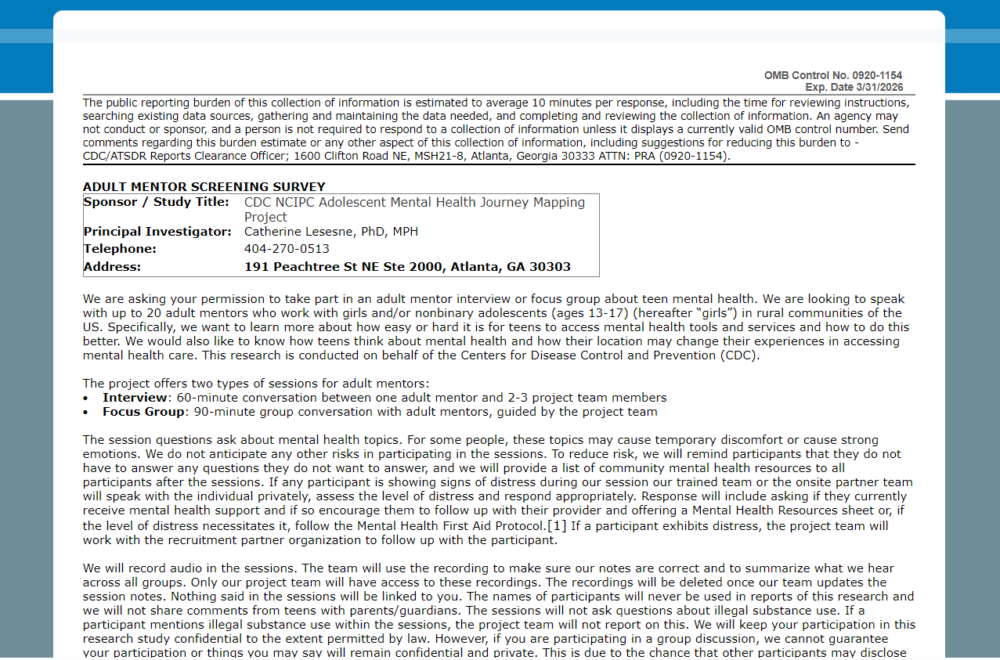 OMB Control No. 0920-1154
Exp. Date 3/31/2026
The public reporting burden of this collection of information is estimated to average 10 minutes per response, including the time for reviewing instructions,
searching existing data sources, gathering and maintaining the data needed, and completing and reviewing the collection of information. An agency may
not conduct or sponsor, and a person is not required to respond to a collection of information unless it displays a currently valid OMB control number. Send
comments regarding this burden estimate or any other aspect of this collection of information, including suggestions for reducing this burden to -
CDC/ATSDR Reports Clearance Officer; 1600 Clifton Road NE, MSH21-8, Atlanta, Georgia 30333 ATTN: PRA (0920-1154).
ADULT MENTOR SCREENING SURVEY
Sponsor / Study Title: CDC NCIPC Adolescent Mental Health Journey Mapping
Project
Principal Investigator: Catherine Lesesne, PhD, MPH
Telephone: 404-270-0513
Address: 191 Peachtree St NE Ste 2000, Atlanta, GA 30303
We are asking your permission to take part in an adult mentor interview or focus group about teen mental health. We are looking to speak
with up to 20 adult mentors who work with girls and/or nonbinary adolescents (ages 13-17) (hereafter “girls”) in rural communities of the
US. Specifically, we want to learn more about how easy or hard it is for teens to access mental health tools and services and how to do this
better. We would also like to know how teens think about mental health and how their location may change their experiences in accessing
mental health care. This research is conducted on behalf of the Centers for Disease Control and Prevention (CDC).
The project offers two types of sessions for adult mentors:
• Interview: 60-minute conversation between one adult mentor and 2-3 project team members
• Focus Group: 90-minute group conversation with adult mentors, guided by the project team
The session questions ask about mental health topics. For some people, these topics may cause temporary discomfort or cause strong
emotions. We do not anticipate any other risks in participating in the sessions. To reduce risk, we will remind participants that they do not
have to answer any questions they do not want to answer, and we will provide a list of community mental health resources to all
participants after the sessions. If any participant is showing signs of distress during our session our trained team or the onsite partner team
will speak with the individual privately, assess the level of distress and respond appropriately. Response will include asking if they currently
receive mental health support and if so encourage them to follow up with their provider and offering a Mental Health Resources sheet or, if
the level of distress necessitates it, follow the Mental Health First Aid Protocol.[1] If a participant exhibits distress, the project team will
work with the recruitment partner organization to follow up with the participant.
We will record audio in the sessions. The team will use the recording to make sure our notes are correct and to summarize what we hear
across all groups. Only our project team will have access to these recordings. The recordings will be deleted once our team updates the
session notes. Nothing said in the sessions will be linked to you. The names of participants will never be used in reports of this research and
we will not share comments from teens with parents/guardians. The sessions will not ask questions about illegal substance use. If a
participant mentions illegal substance use within the sessions, the project team will not report on this. We will keep your participation in this
research study confidential to the extent permitted by law. However, if you are participating in a group discussion, we cannot guarantee
your participation or things you may say will remain confidential and private. This is due to the chance that other participants may disclose